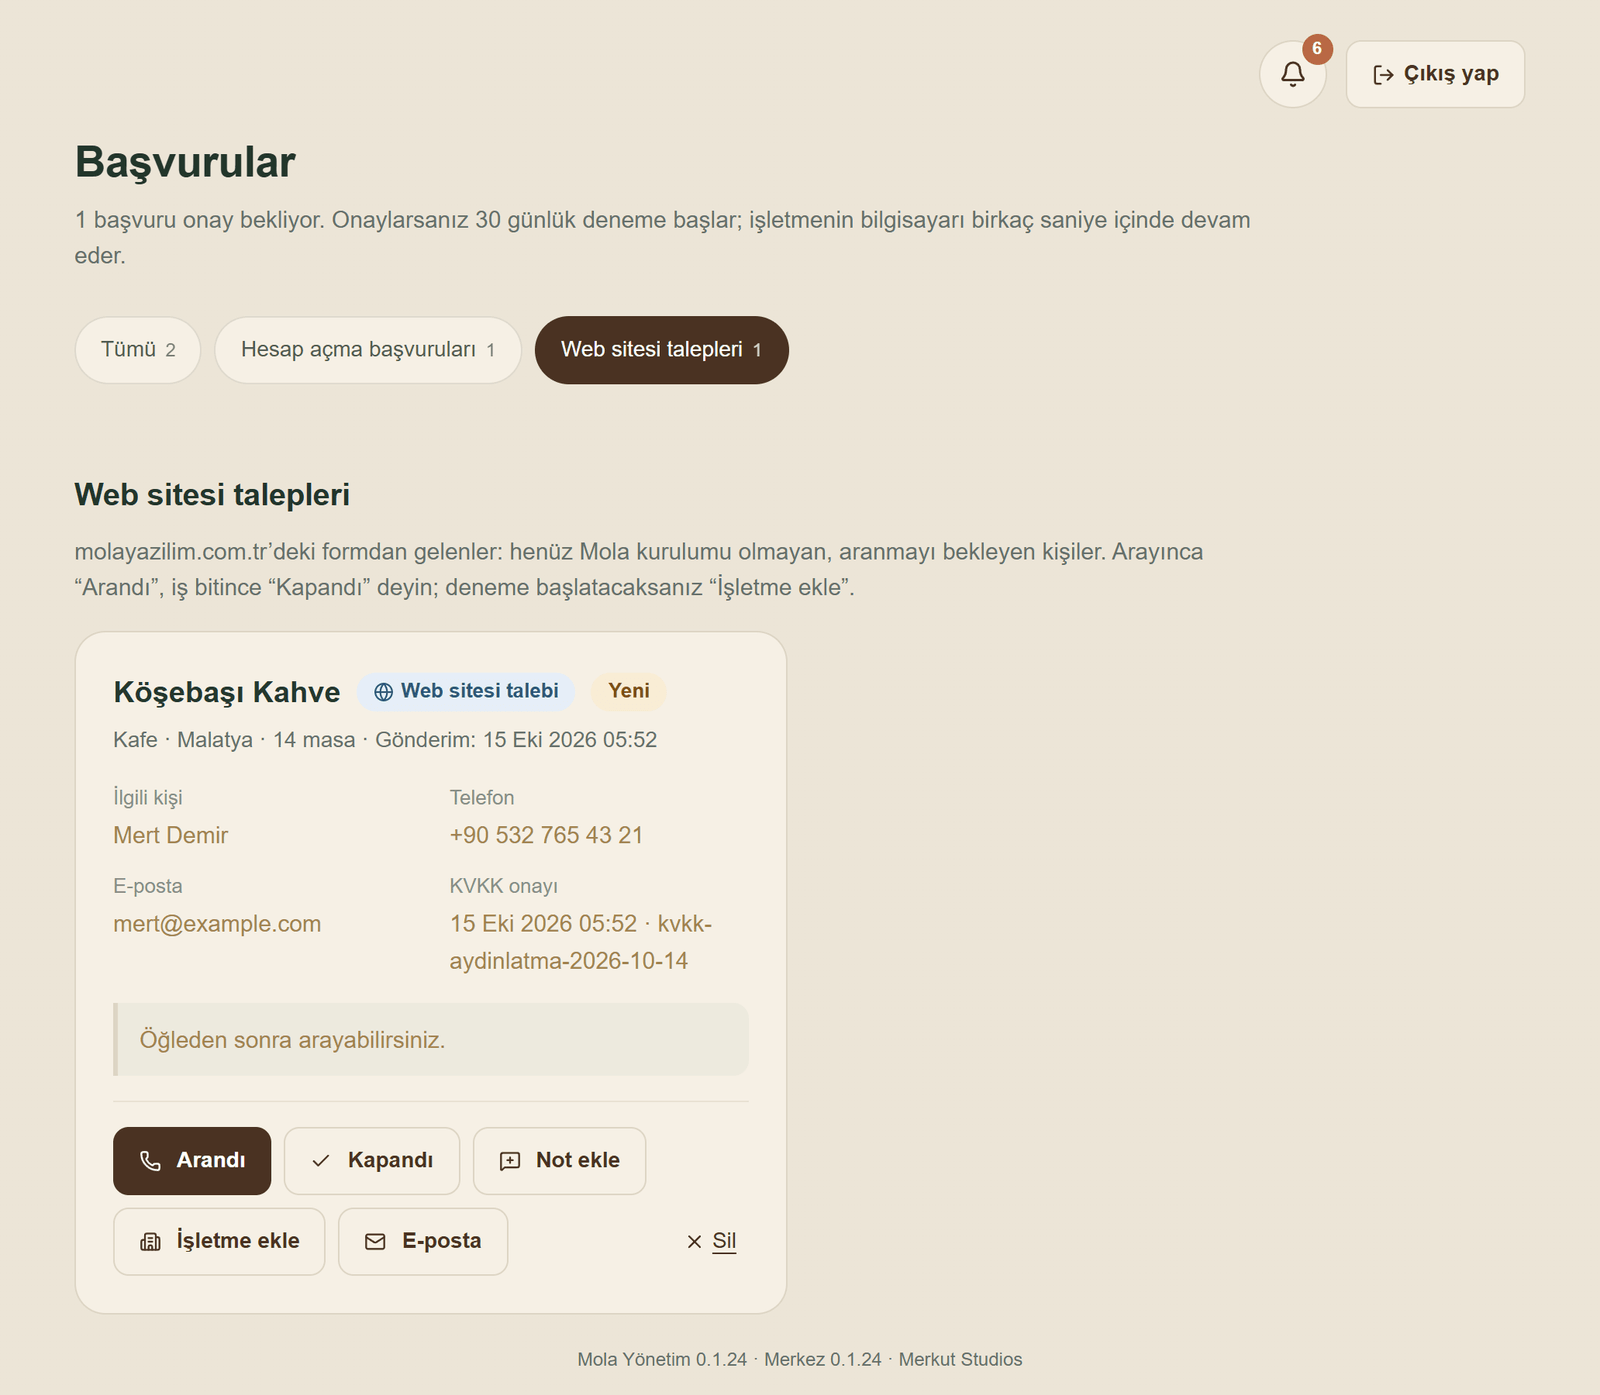 6
Çıkış yap
Başvurular
1 başvuru onay bekliyor. Onaylarsanız 30 günlük deneme başlar; işletmenin bilgisayarı birkaç saniye içinde devam
eder.
Tümü 2
Hesap açma başvuruları 1
Web sitesi talepleri 1
Web sitesi talepleri
molayazilim.com.tr’deki formdan gelenler: henüz Mola kurulumu olmayan, aranmayı bekleyen kişiler. Arayınca
“Arandı”, iş bitince “Kapandı” deyin; deneme başlatacaksanız “İşletme ekle”.
Köşebaşı Kahve
Web sitesi talebi
Yeni
Kafe · Malatya · 14 masa · Gönderim: 15 Eki 2026 05:52
İlgili kişi
Mert Demir
Telefon
+90 532 765 43 21
E-posta
mert@example.com
KVKK onayı
15 Eki 2026 05:52 · kvkk-
aydinlatma-2026-10-14
Öğleden sonra arayabilirsiniz.
Arandı
Kapandı
Not ekle
İşletme ekle
E-posta
Sil
Mola Yönetim 0.1.24 · Merkez 0.1.24 · Merkut Studios